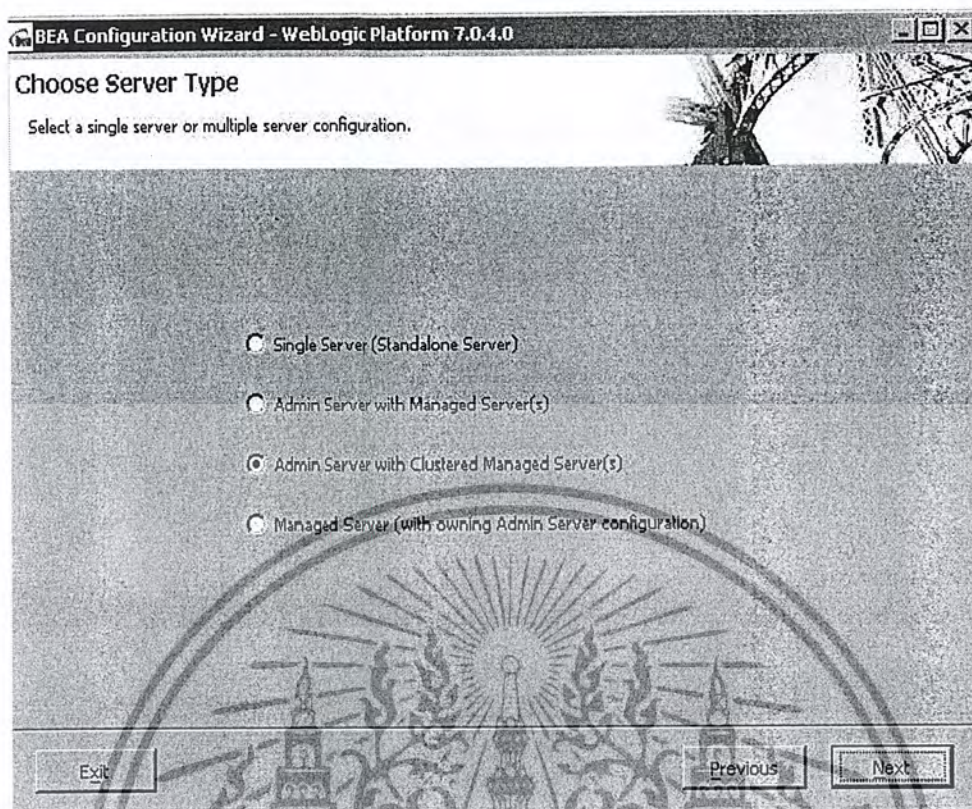 BEA Configuration Wizard - WebLogic Platform 7.0.4.0
Choose Server Type
Select a single server or multiple server configuration.
Single Server (Standalone Server)
Admin Server with Managed Server(s)
Admin Server with Clustered Managed Server(s)
Managed Server (with owning Admin Server configuration)
Exit
Previous
Next